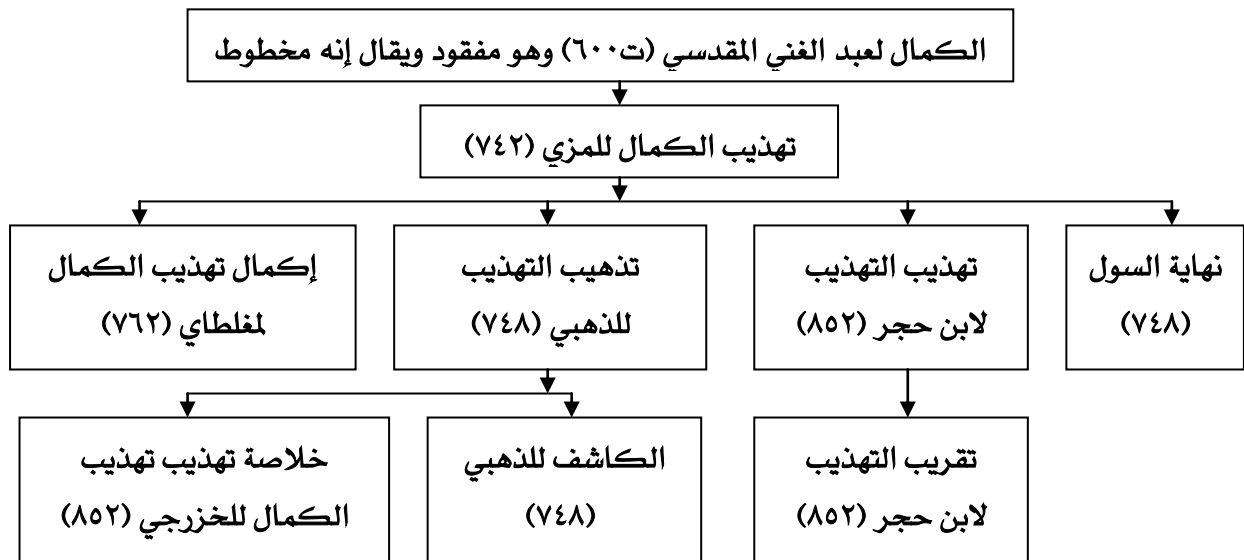 الكمال لعبد الغني المقدسي (ت٦٠٠) وهو مفقود ويقال إنه مخطوط
تهذيب الكمال للمزي (٧٤٢)
نهاية السول
(٧٤٨)
تهذيب التهذيب
لابن حجر (٨٥٢)
تذهيب التهذيب
للذهبي (٧٤٨)
إكمال تهذيب الكمال
لمغلطاي (٧٦٢)
تقريب التهذيب
لابن حجر (٨٥٢)
الكاشف للذهبي
(٧٤٨)
خلاصة تهذيب تهذيب
الكمال للخزرجي (٨٥٢)